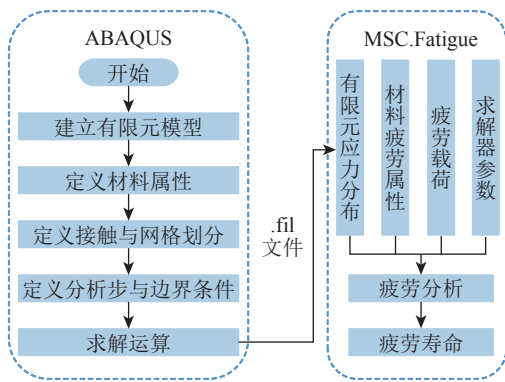 ABAQUS
开始
建立有限元模型
定义材料属性
定义接触与网格划分
定义分析步与边界条件
求解运算
.fil
文件
MSC.Fatigue
有限元应力分布
材料疲劳属性
疲劳载荷
求解器参数
疲劳分析
疲劳寿命